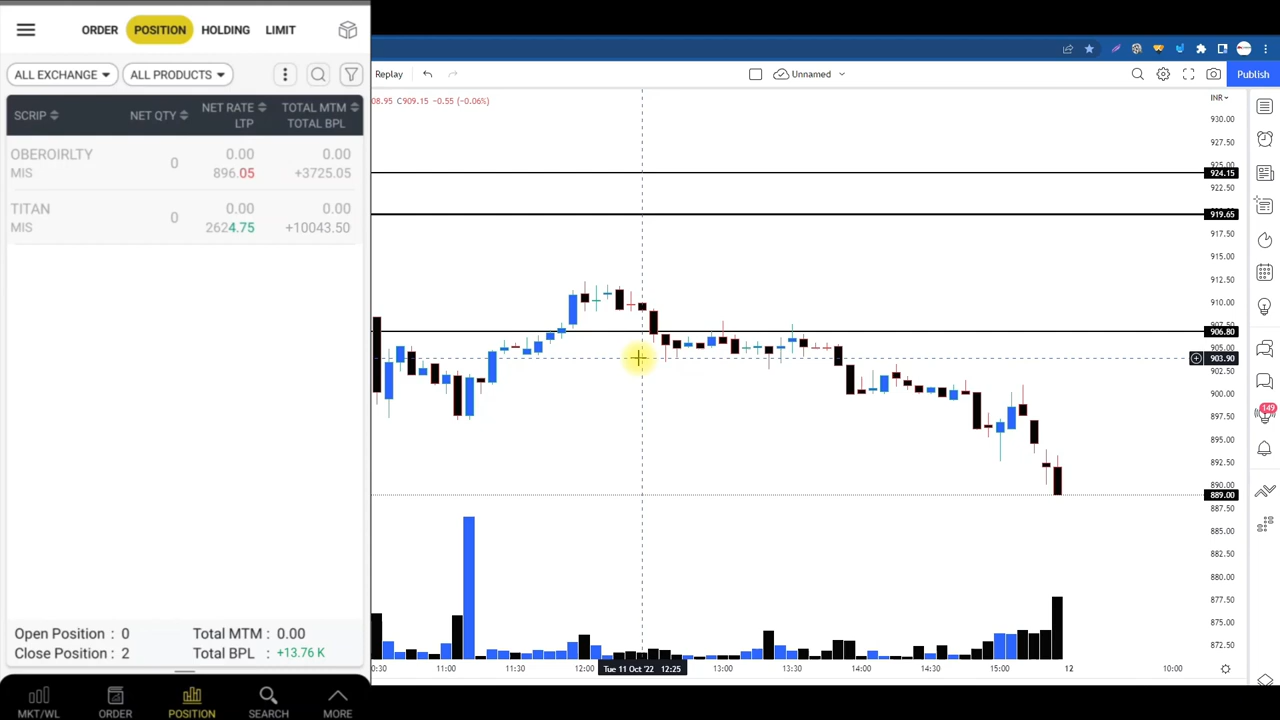 ORDER POSITION HOLDING LIMIT
ALL EXCHANGE ALL PRODUCTS
SCRIP NET QTY NET RATE TOTAL MTM
LTP TOTAL BPL
OBEROIRLTY 0 0.00 0.00
MIS 896.05 +3725.05
TITAN 0 0.00 0.00
MIS 2624.75 +10043.50
Open Position : 0 Total MTM : 0.00
Close Position : 2 Total BPL : +13.76 K
MKT/WL ORDER POSITION SEARCH MORE
Replay Unnamed Publish
08.95 C909.15 −0.55 (−0.06%)
INR
930.00
927.50
925.00
924.15
922.50
919.65
917.50
915.00
912.50
910.00
907.50
906.80
905.00
903.90
902.50
900.00
897.50
895.00
892.50
890.00
889.00
887.50
885.00
882.50
880.00
877.50
875.00
872.50
149
0:30 11:00 11:30 12:00 Tue 11 Oct '22 12:25 13:00 13:30 14:00 14:30 15:00 12 10:00